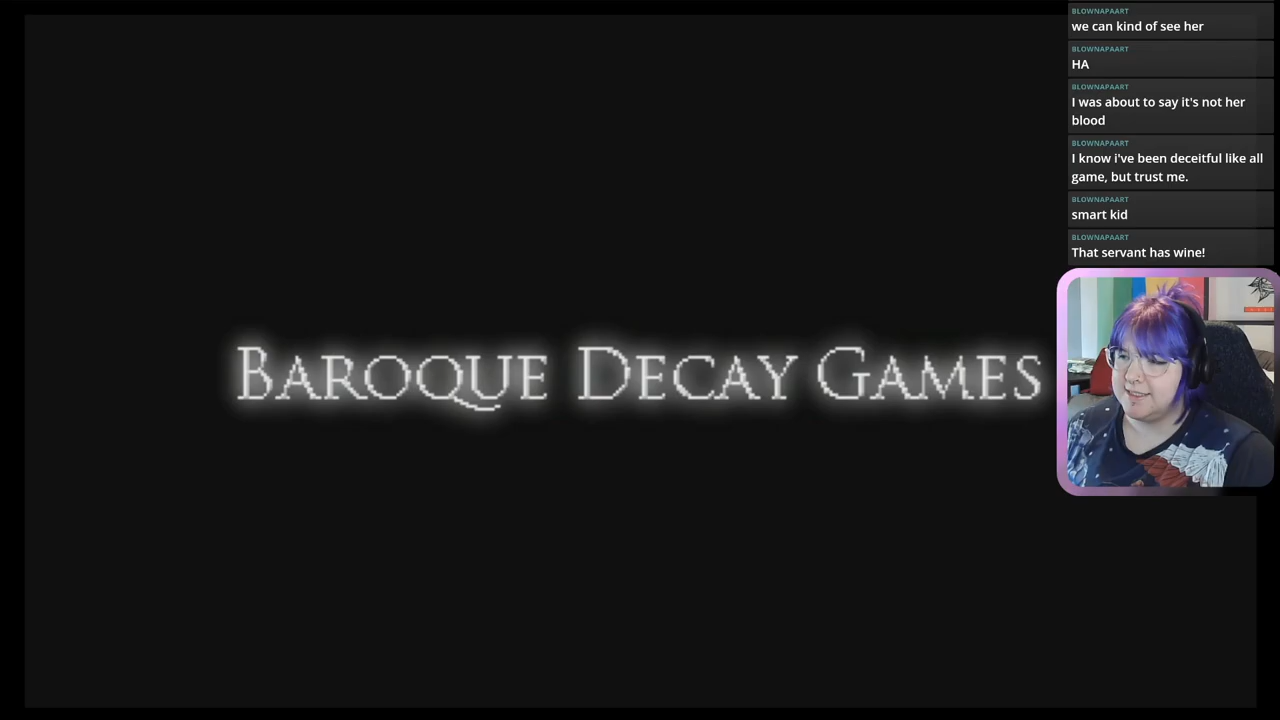 BLOWNAPAART
we can kind of see her
BLOWNAPAART
HA
BLOWNAPAART
I was about to say it's not her
blood
BLOWNAPAART
I know i've been deceitful like all
game, but trust me.
BLOWNAPAART
smart kid
BLOWNAPAART
That servant has wine!
BAROQUE DECAY GAMES